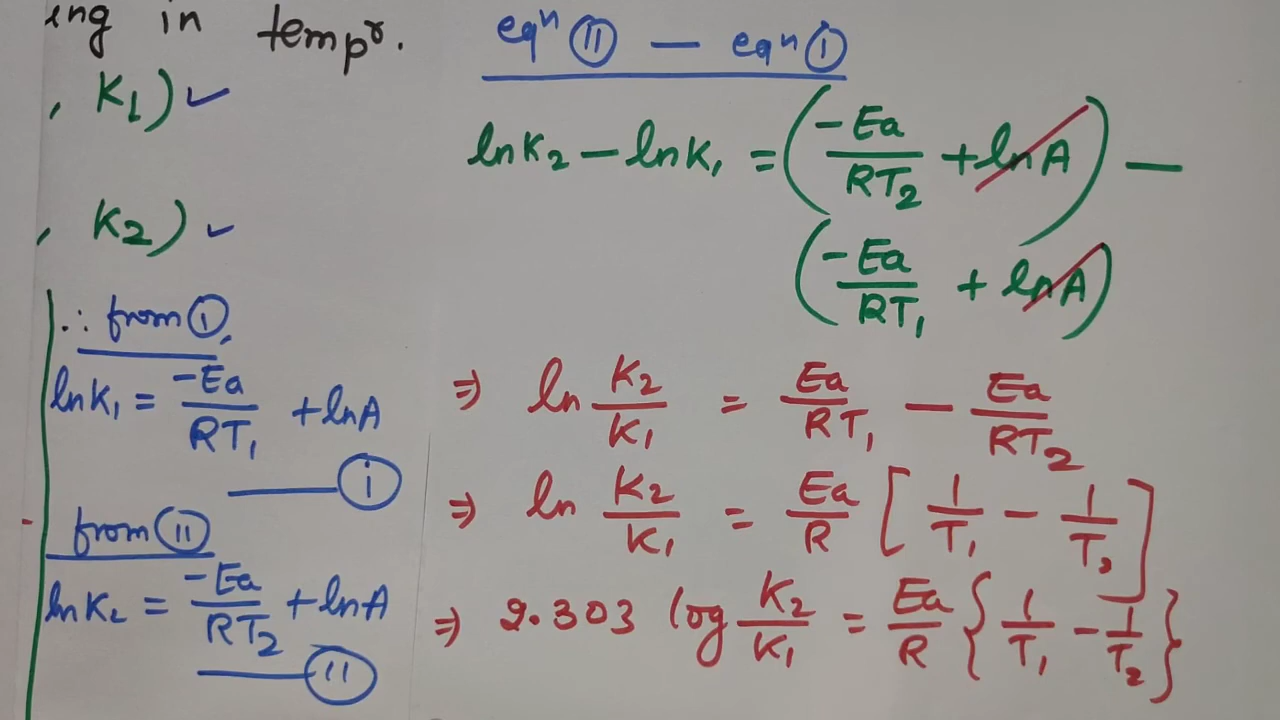 ing in tempʳ.
, K₁) ✓
, K₂) ✓
∴ from Ⓘ,
lnK₁ = -Ea/RT₁ + lnA
— ⓘ
from Ⓘⓘ
lnK₂ = -Ea/RT₂ + lnA
— Ⓘⓘ
eqⁿ Ⓘⓘ — eqⁿ Ⓘ
lnK₂ - lnK₁ = (-Ea/RT₂ + lnA) —
(-Ea/RT₁ + lnA)
⇒ ln K₂/K₁ = Ea/RT₁ - Ea/RT₂
⇒ ln K₂/K₁ = Ea/R [1/T₁ - 1/T₂]
⇒ 2.303 log K₂/K₁ = Ea/R {1/T₁ - 1/T₂}